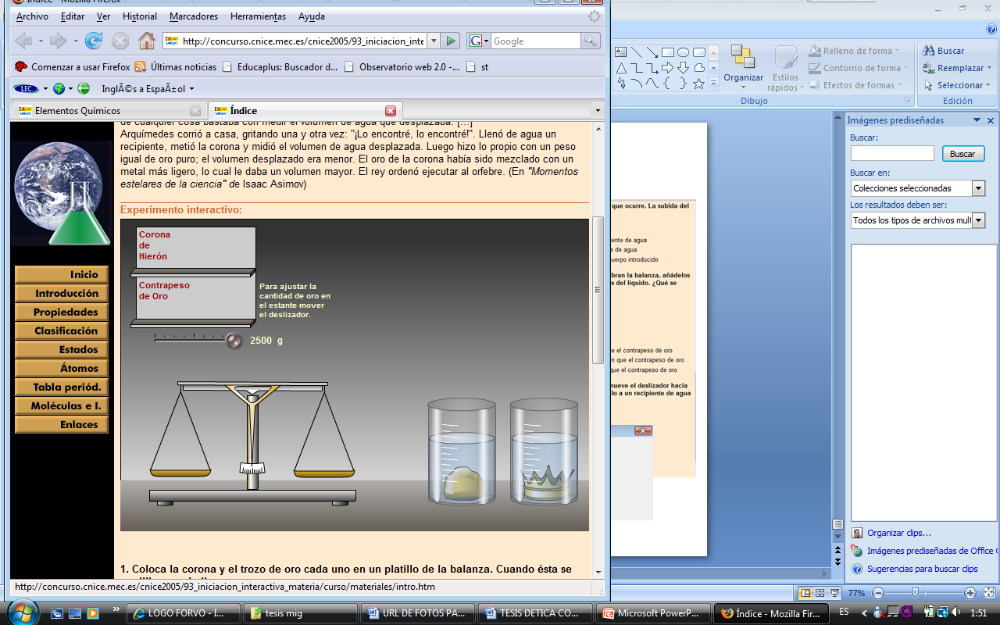 Índice - Mozilla Firefox
Archivo Editar Ver Historial Marcadores Herramientas Ayuda
http://concurso.cnice.mec.es/cnice2005/93_iniciacion_inte
Google
Comenzar a usar Firefox Últimas noticias Educaplus: Buscador d... Observatorio web 2.0 -... st
LEC InglÃ©s a EspaÃ±ol
Elementos Químicos Índice
de cualquier cosa bastaba con medir el volumen de agua que desplazaba. [...]
Arquímedes corrió a casa, gritando una y otra vez: "¡Lo encontré, lo encontré!". Llenó de agua un
recipiente, metió la corona y midió el volumen de agua desplazada. Luego hizo lo propio con un peso
igual de oro puro; el volumen desplazado era menor. El oro de la corona había sido mezclado con un
metal más ligero, lo cual le daba un volumen mayor. El rey ordenó ejecutar al orfebre. (En "Momentos
estelares de la ciencia" de Isaac Asimov)
Experimento interactivo:
Corona
de
Hierón
Contrapeso
de Oro
Para ajustar la
cantidad de oro en
el estante mover
el deslizador.
2500 g
Inicio
Introducción
Propiedades
Clasificación
Estados
Átomos
Tabla periód.
Moléculas e I.
Enlaces
1. Coloca la corona y el trozo de oro cada uno en un platillo de la balanza. Cuando ésta se
http://concurso.cnice.mec.es/cnice2005/93_iniciacion_interactiva_materia/curso/materiales/intro.htm
Organizar
Estilos
rápidos
Relleno de forma
Contorno de forma
Efectos de formas
Dibujo
Buscar
Reemplazar
Seleccionar
Edición
que ocurre. La subida del
ente de agua
e de agua
uerpo introducido
bran la balanza, añádelos
s del líquido. ¿Qué se
e el contrapeso de oro
n que el contrapeso de oro
que el contrapeso de oro
nueve el deslizador hacia
lo a un recipiente de agua
Imágenes prediseñadas
Buscar:
Buscar
Buscar en:
Colecciones seleccionadas
Los resultados deben ser:
Todos los tipos de archivos mult
Organizar clips...
Imágenes prediseñadas de Office
Sugerencias para buscar clips
77%
LOGO FORVO - I... tesis mig URL DE FOTOS PA... TESIS DETICA CO... Microsoft PowerP... Índice - Mozilla Fir... ES 1:51